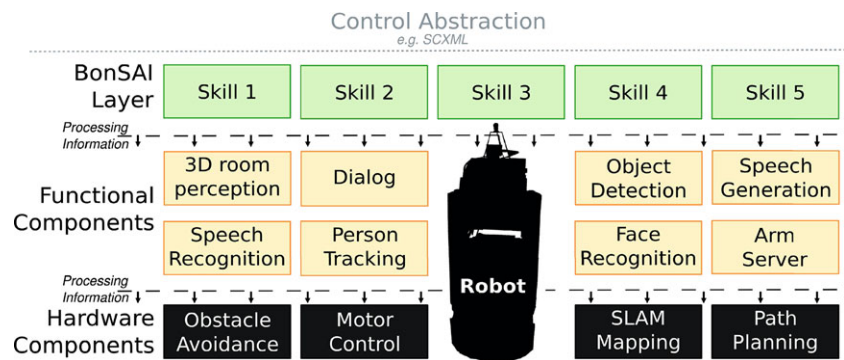 Control Abstraction
e.g. SCXML
BonSAI
Layer
Skill 1
Skill 2
Skill 3
Skill 4
Skill 5
Processing
Information
Functional
Components
3D room
perception
Dialog
Object
Detection
Speech
Generation
Speech
Recognition
Person
Tracking
Face
Recognition
Arm
Server
Robot
Processing
Information
Hardware
Components
Obstacle
Avoidance
Motor
Control
SLAM
Mapping
Path
Planning